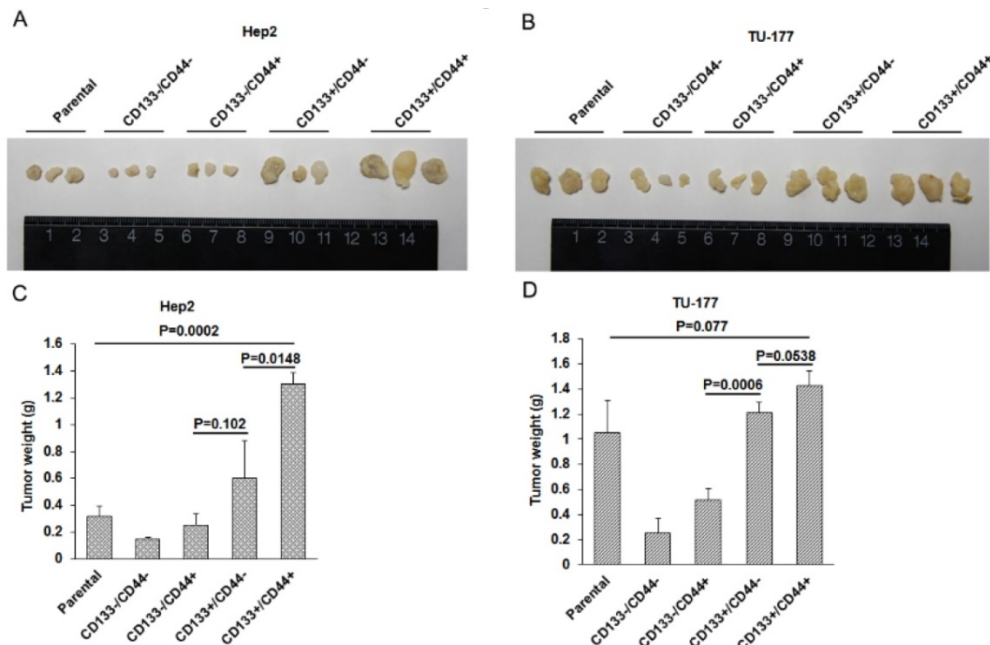 A
Hep2
Parental
CD133-/CD44-
CD133-/CD44+
CD133+/CD44-
CD133+/CD44+
1 2 3 4 5 6 7 8 9 10 11 12 13 14
B
TU-177
Parental
CD133-/CD44-
CD133-/CD44+
CD133+/CD44-
CD133+/CD44+
1 2 3 4 5 6 7 8 9 10 11 12 13 14
C
Hep2
P=0.0002
P=0.0148
P=0.102
Tumor weight (g)
1.6
1.4
1.2
1
0.8
0.6
0.4
0.2
0
Parental
CD133-/CD44-
CD133-/CD44+
CD133+/CD44-
CD133+/CD44+
D
TU-177
P=0.077
P=0.0538
P=0.0006
Tumor weight (g)
1.8
1.6
1.4
1.2
1
0.8
0.6
0.4
0.2
0
Parental
CD133-/CD44-
CD133-/CD44+
CD133+/CD44-
CD133+/CD44+